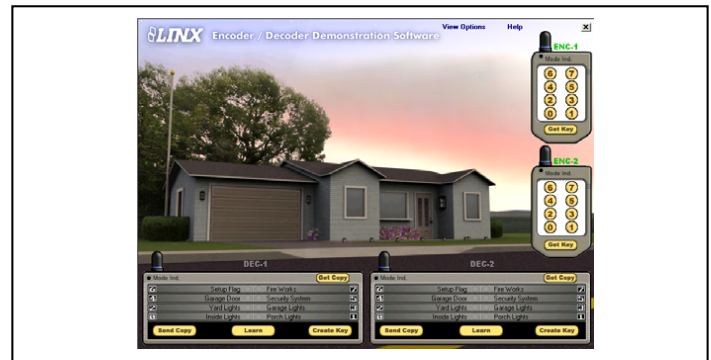 LINX Encoder / Decoder Demonstration Software
View Options Help X
ENC-1
Mode Ind.
6 7
4 5
2 3
0 1
Get Key
ENC-2
Mode Ind.
6 7
4 5
2 3
0 1
Get Key
DEC-1
Mode Ind. Get Copy
Setup Flag Fire Works
Garage Door Security System
Yard Lights Garage Lights
Inside Lights Porch Lights
Send Copy Learn Create Key
DEC-2
Mode Ind. Get Copy
Setup Flag Fire Works
Garage Door Security System
Yard Lights Garage Lights
Inside Lights Porch Lights
Send Copy Learn Create Key